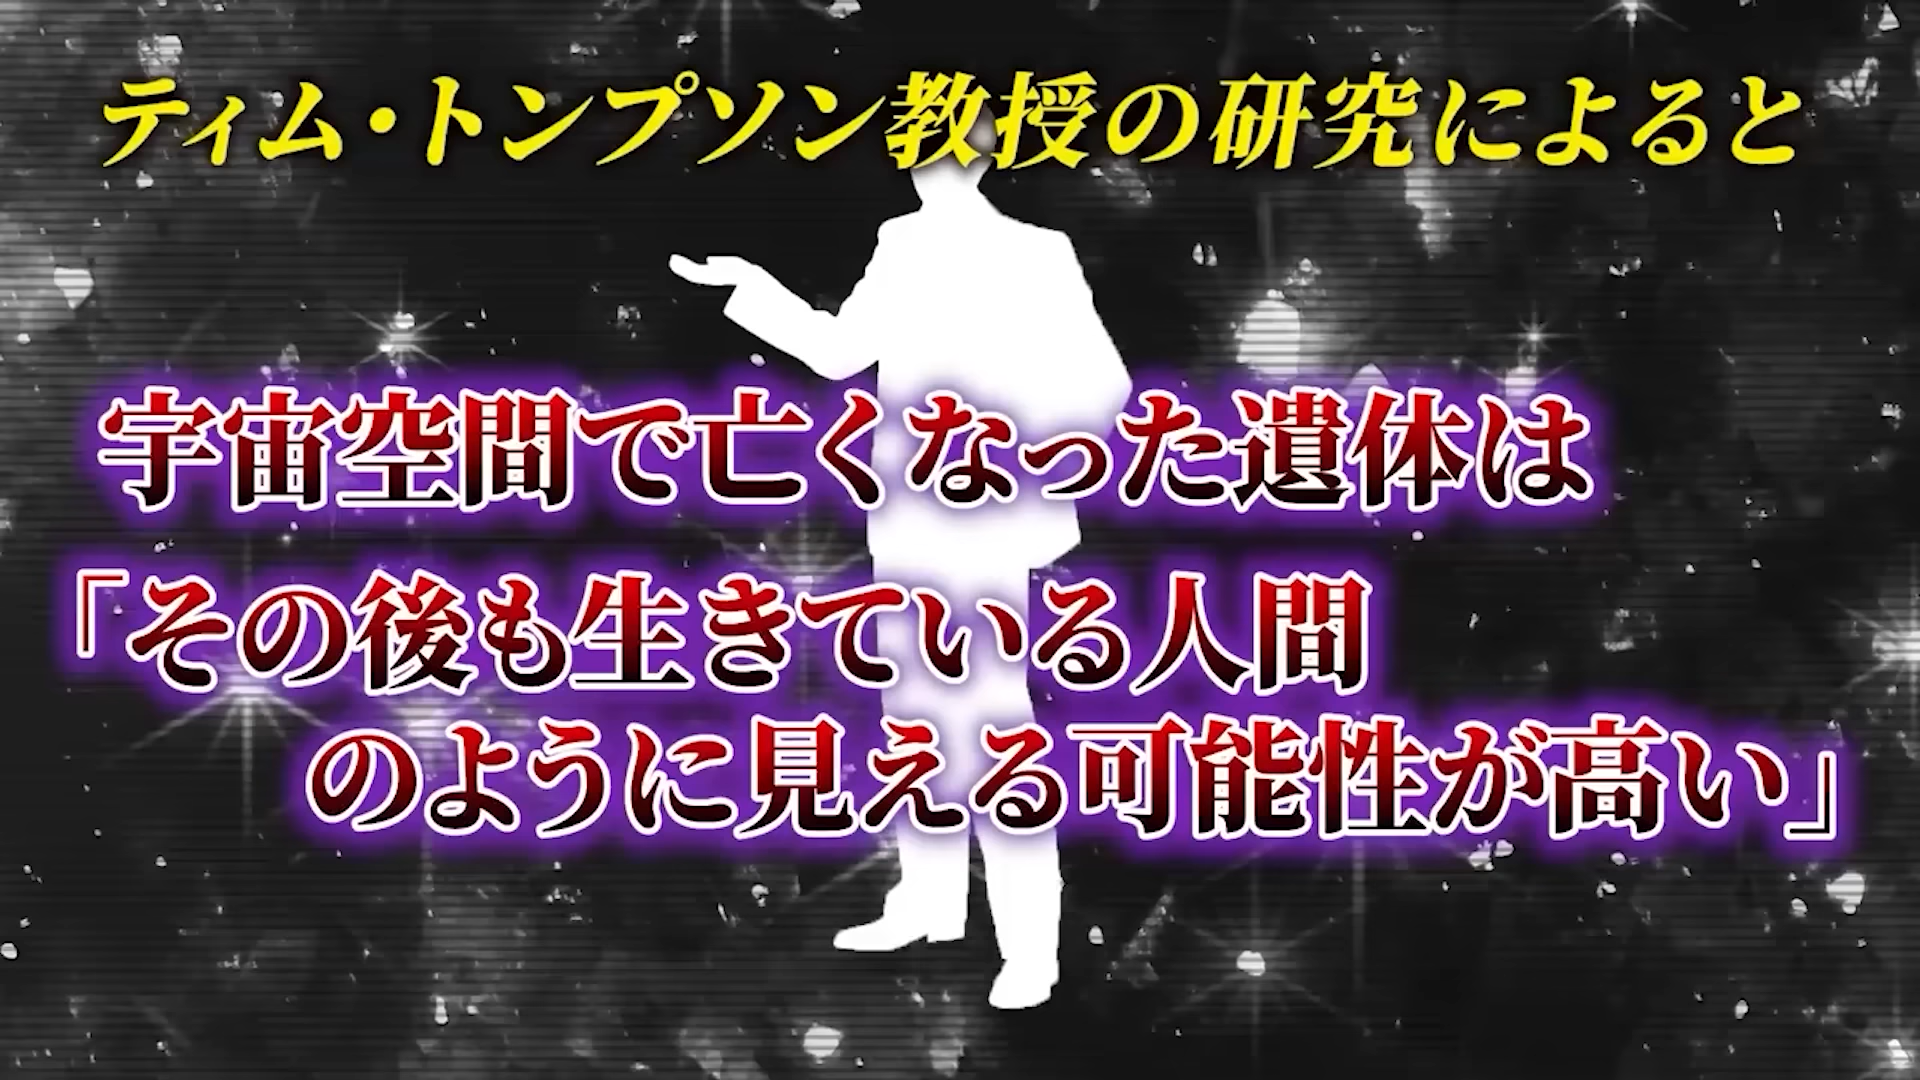 ティム・トンプソン教授の研究によると
宇宙空間で亡くなった遺体は
「その後も生きている人間
のように見える可能性が高い」